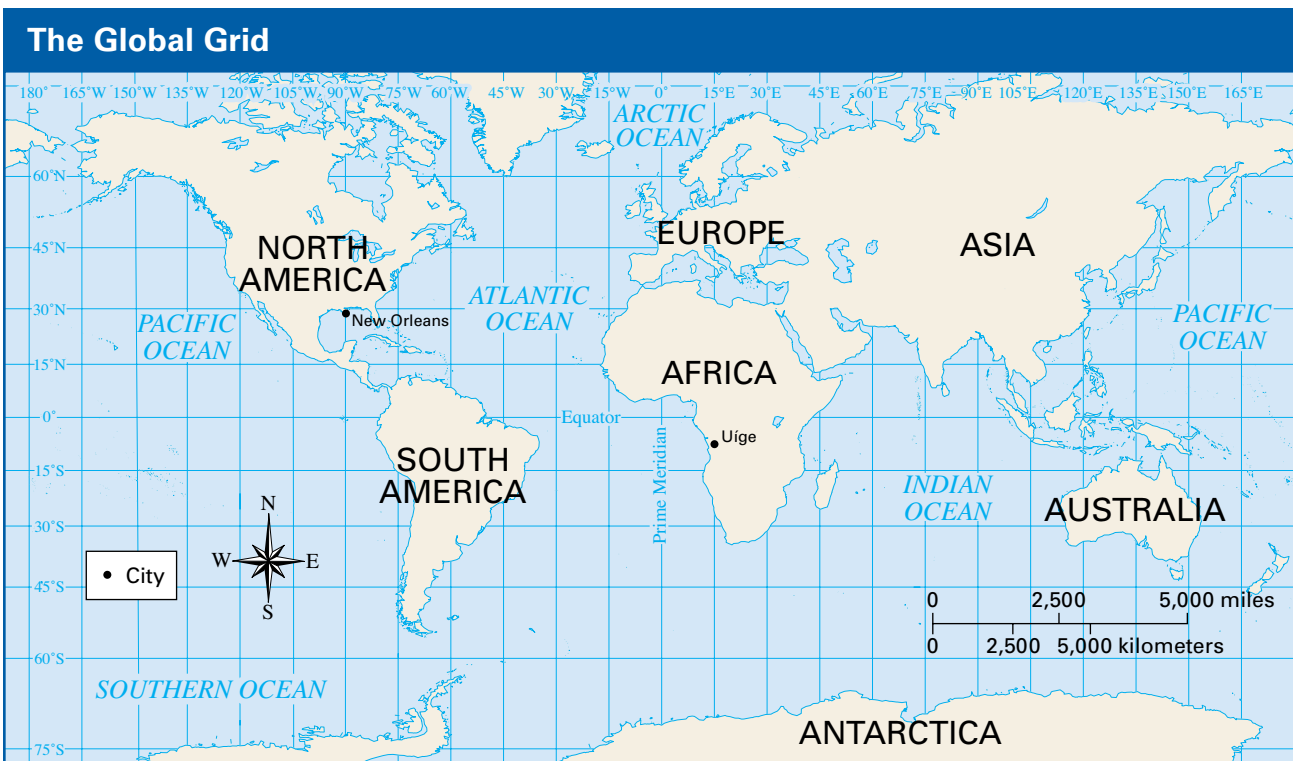 The Global Grid
180° 165°W 150°W 135°W 120°W 105°W 90°W 75°W 60°W 45°W 30°W 15°W 0° 15°E 30°E 45°E 60°E 75°E 90°E 105°E 120°E 135°E 150°E 165°E
ARCTIC
OCEAN
60°N
EUROPE
ASIA
45°N
NORTH
AMERICA
ATLANTIC
OCEAN
30°N
New Orleans
PACIFIC
OCEAN
PACIFIC
OCEAN
15°N
AFRICA
0°
Equator
Uíge
Prime Meridian
SOUTH
AMERICA
15°S
INDIAN
OCEAN
AUSTRALIA
N
W
E
S
30°S
City
45°S
0 2,500 5,000 miles
0 2,500 5,000 kilometers
60°S
SOUTHERN OCEAN
ANTARCTICA
75°S